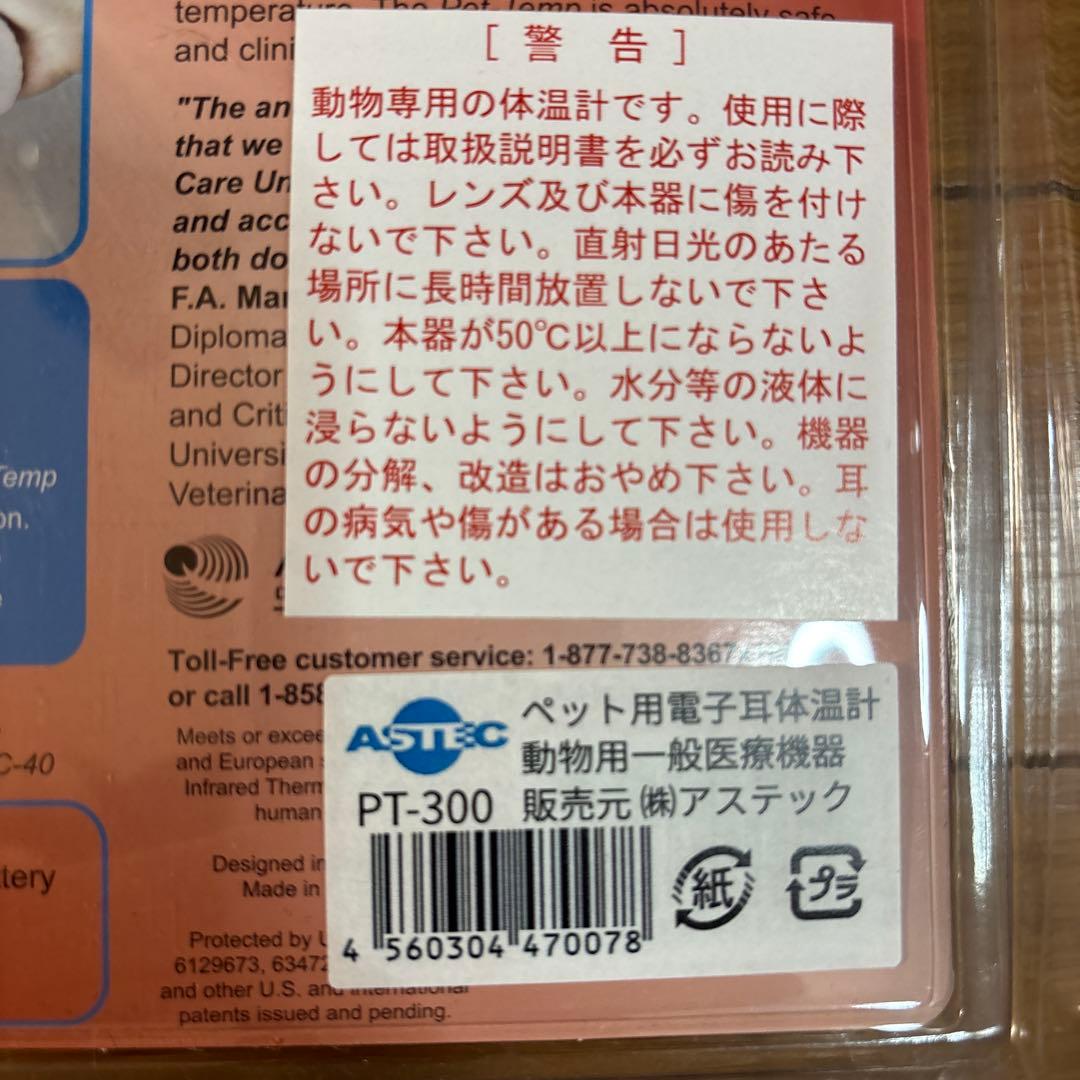 temperature. The Pet Temp is absolutely safe
and clini
"The an
that we
Care Un
and acc
both do
F.A. Mar
Diploma
Director
and Criti
Universi
Veterina
[警 告]
動物専用の体温計です。使用に際
しては取扱説明書を必ずお読み下
さい。レンズ及び本器に傷を付け
ないで下さい。直射日光のあたる
場所に長時間放置しないで下さ
い。本器が50℃以上にならないよ
うにして下さい。水分等の液体に
浸らないようにして下さい。機器
の分解、改造はおやめ下さい。耳
の病気や傷がある場合は使用しな
いで下さい。
Temp
on.
e
C-40
tery
Toll-Free customer service: 1-877-738-8367
or call 1-858
Meets or excee
and European
Infrared Therm
human
Designed in
Made in
Protected by U
6129673, 6347
and other U.S. and international
patents issued and pending.
ASTEC
ペット用電子耳体温計
動物用一般医療機器
PT-300
販売元 ㈱アステック
4 560304 470078
紙
プラ